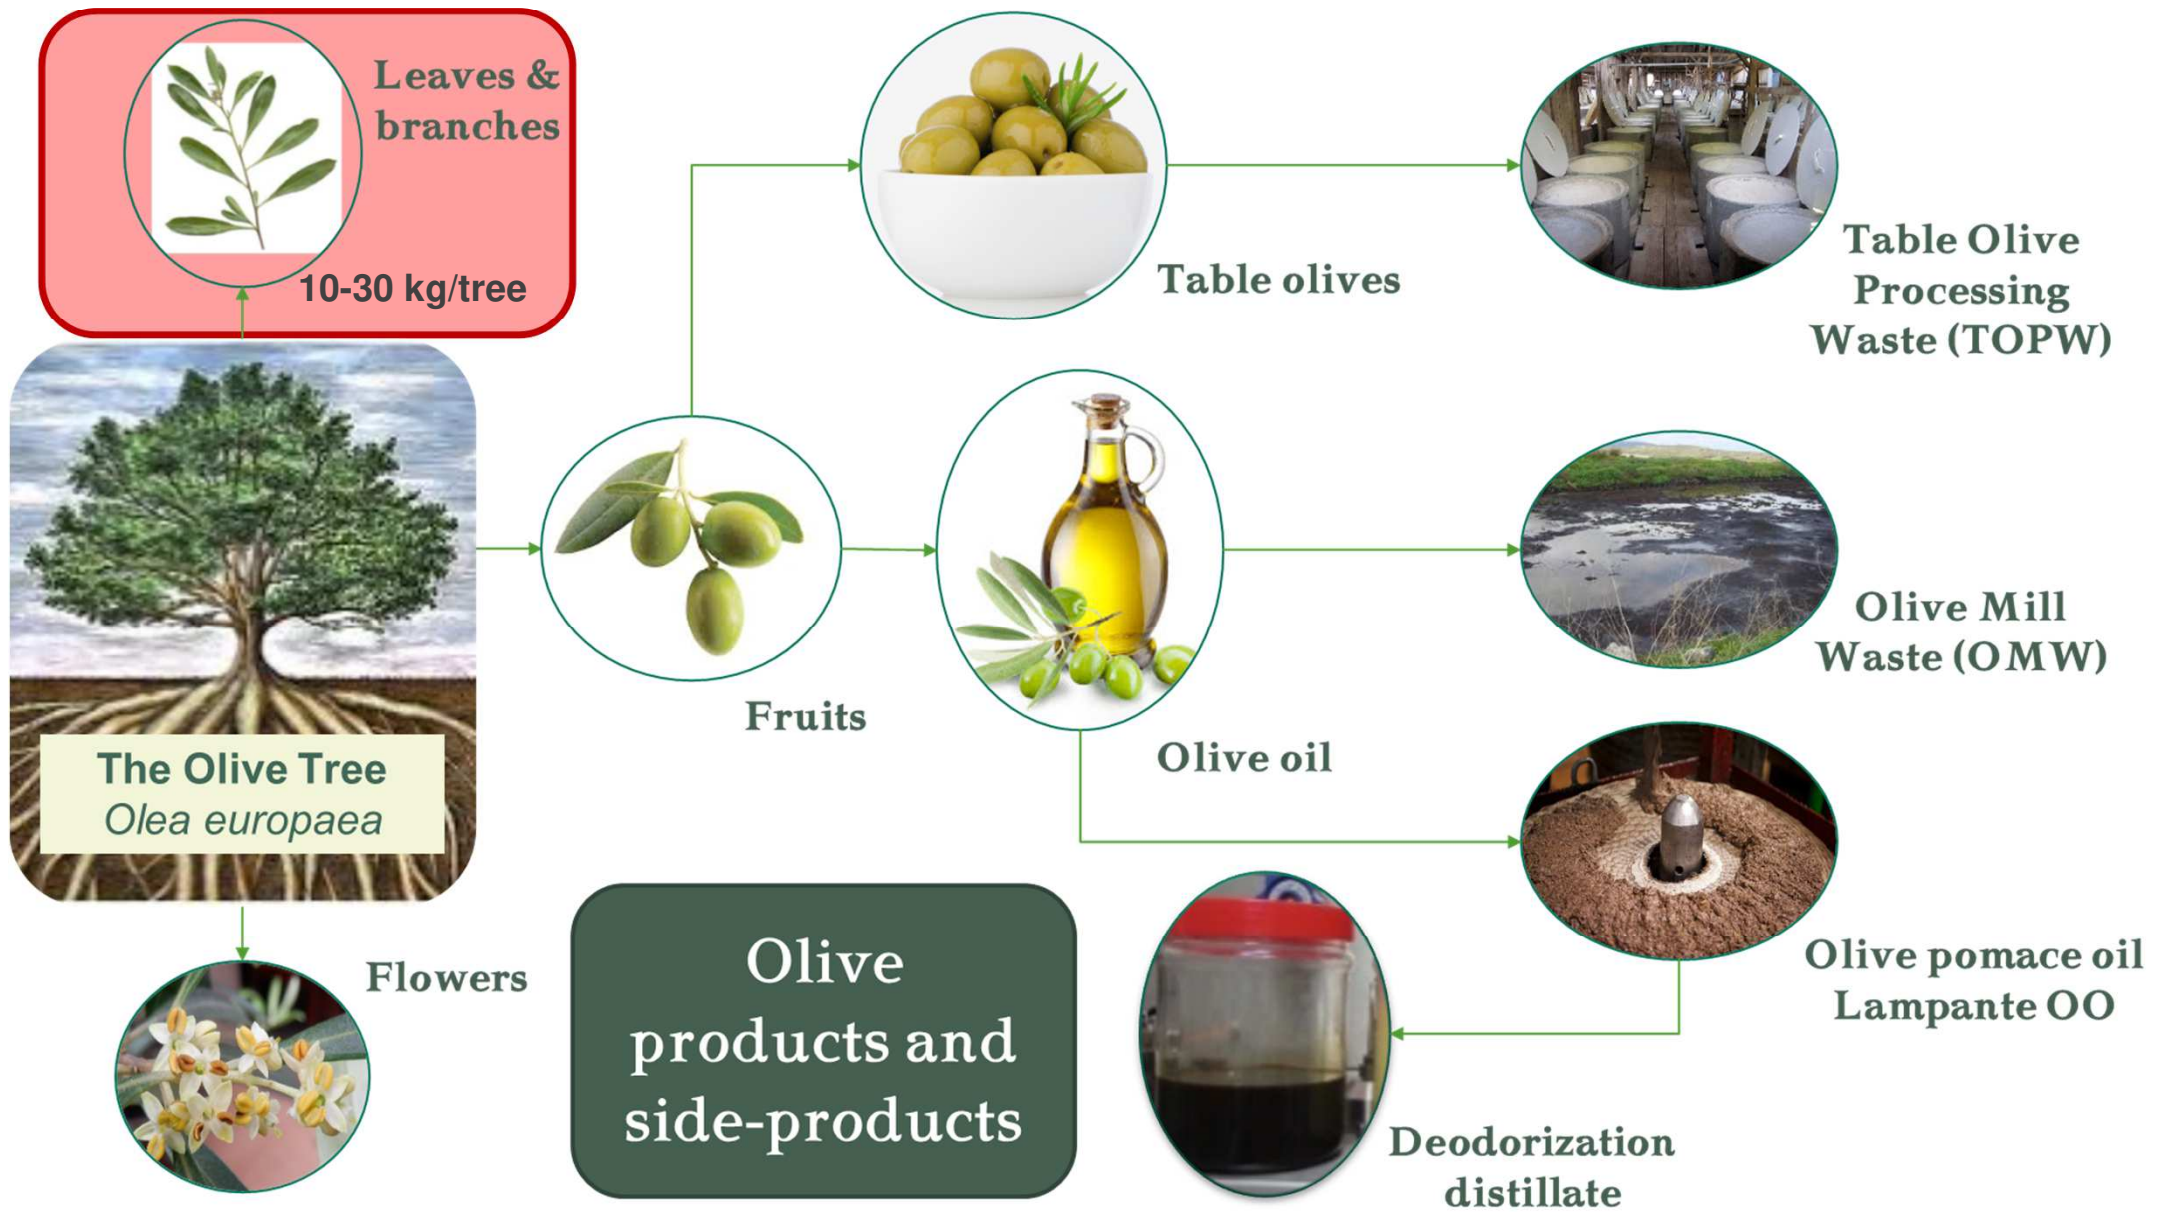 Leaves &
branches
10-30 kg/tree
Table olives
Table Olive
Processing
Waste (TOPW)
The Olive Tree
Olea europaea
Fruits
Olive oil
Olive Mill
Waste (OMW)
Olive pomace oil
Lampante OO
Flowers
Olive
products and
side-products
Deodorization
distillate